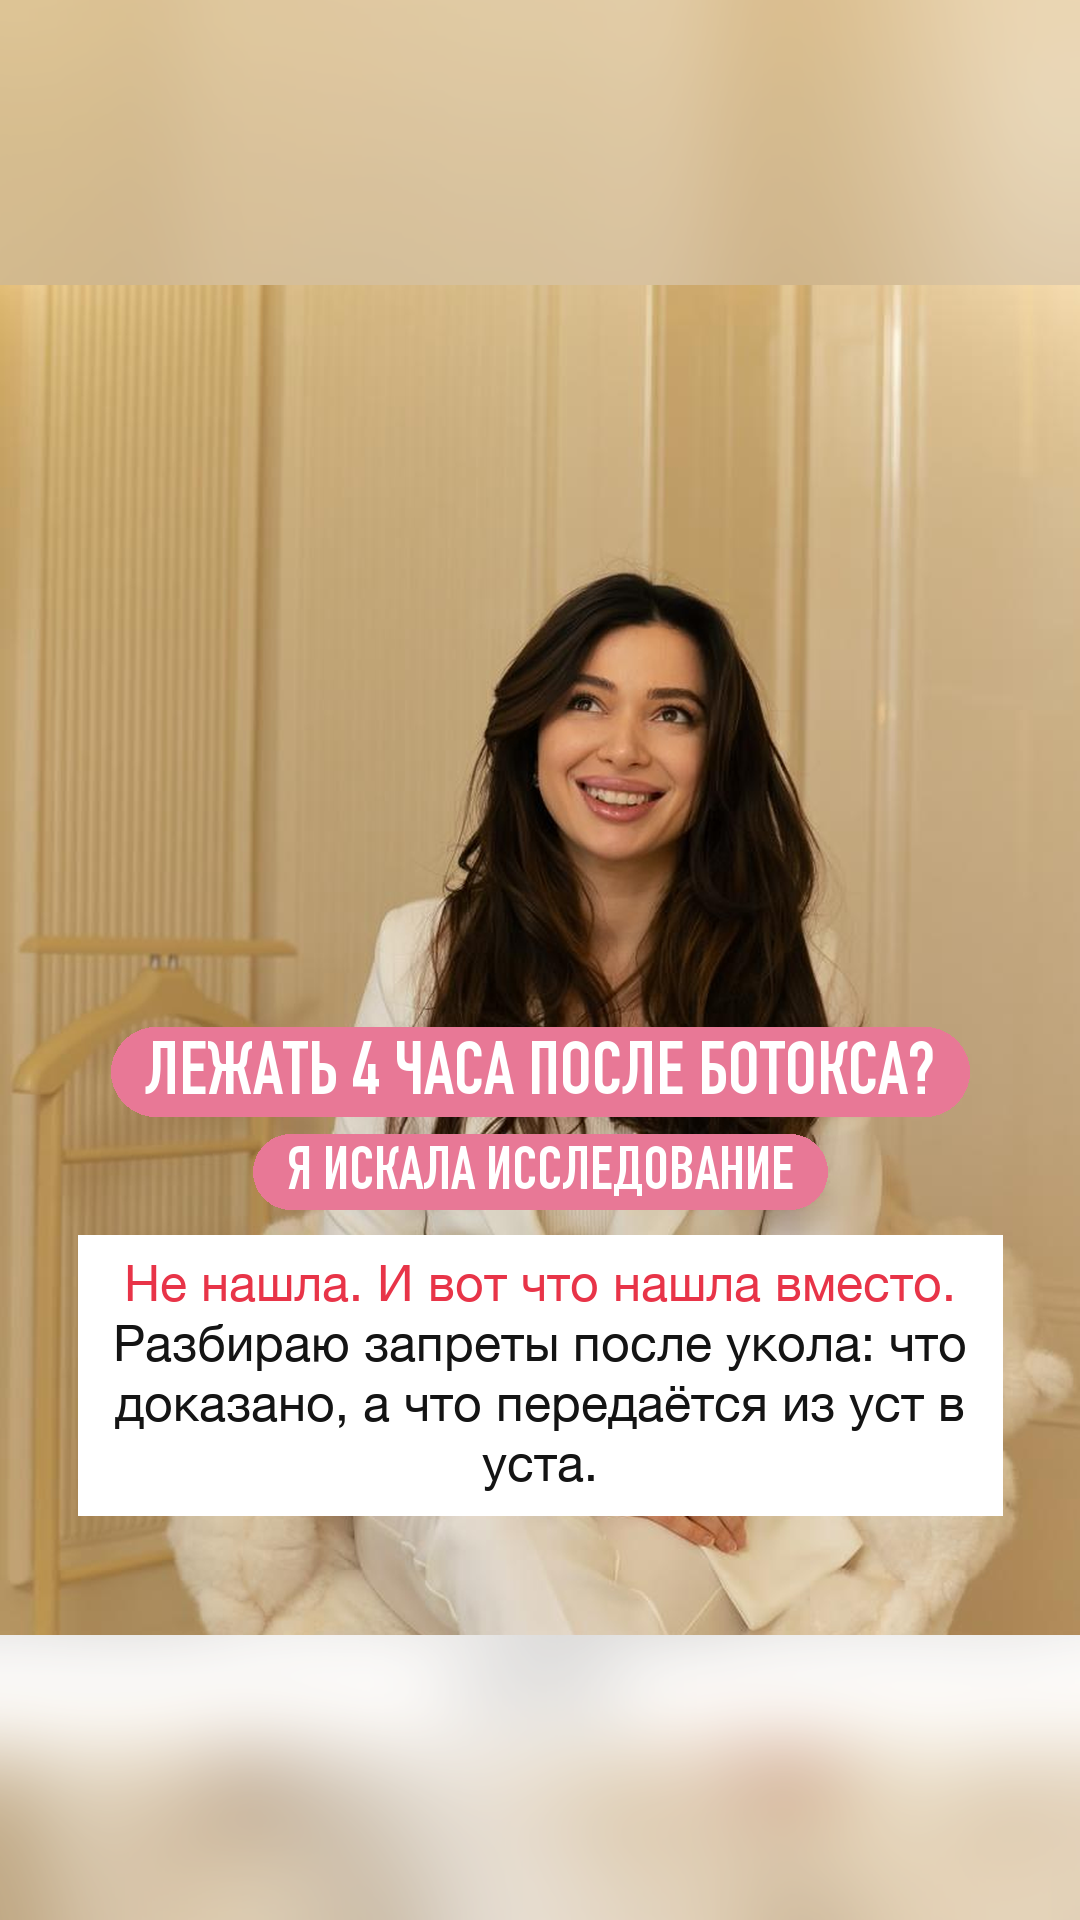 ЛЕЖАТЬ 4 ЧАСА ПОСЛЕ БОТОКСА?
Я ИСКАЛА ИССЛЕДОВАНИЕ
Не нашла. И вот что нашла вместо.
Разбираю запреты после укола: что
доказано, а что передаётся из уст в
уста.